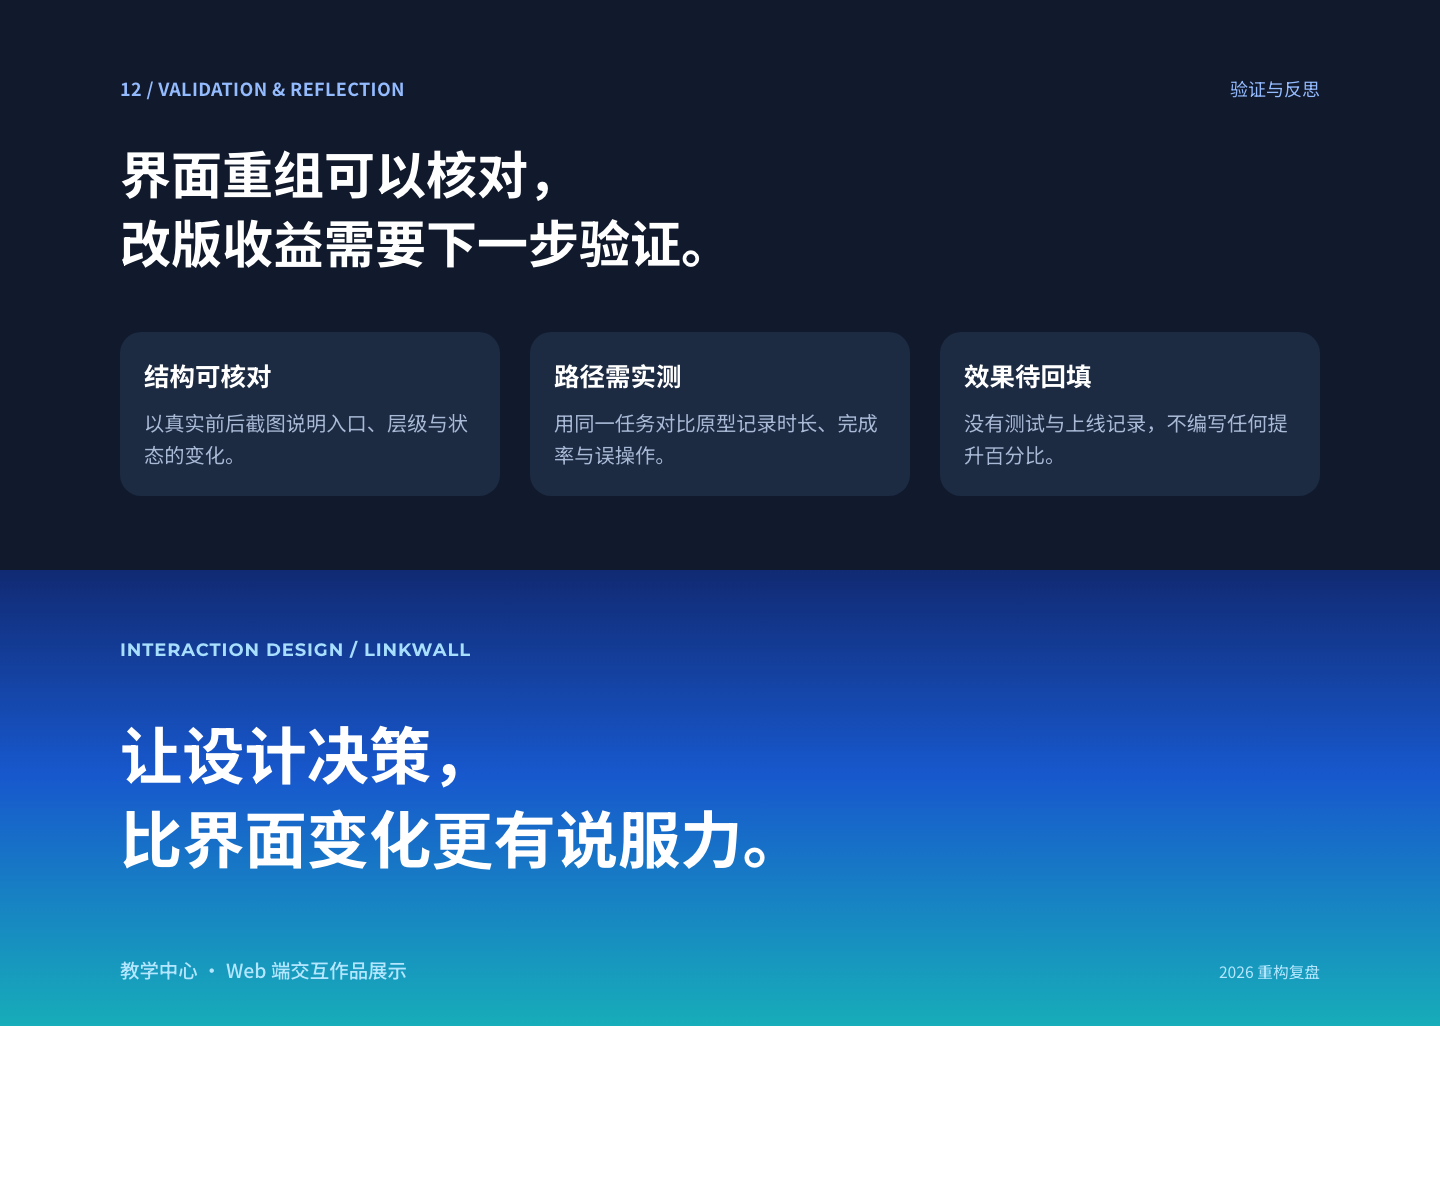 12 / VALIDATION & REFLECTION
验证与反思
界面重组可以核对，
改版收益需要下一步验证。
结构可核对
以真实前后截图说明入口、层级与状
态的变化。
路径需实测
用同一任务对比原型记录时长、完成
率与误操作。
效果待回填
没有测试与上线记录，不编写任何提
升百分比。
INTERACTION DESIGN / LINKWALL
让设计决策，
比界面变化更有说服力。
教学中心 · Web 端交互作品展示
2026 重构复盘